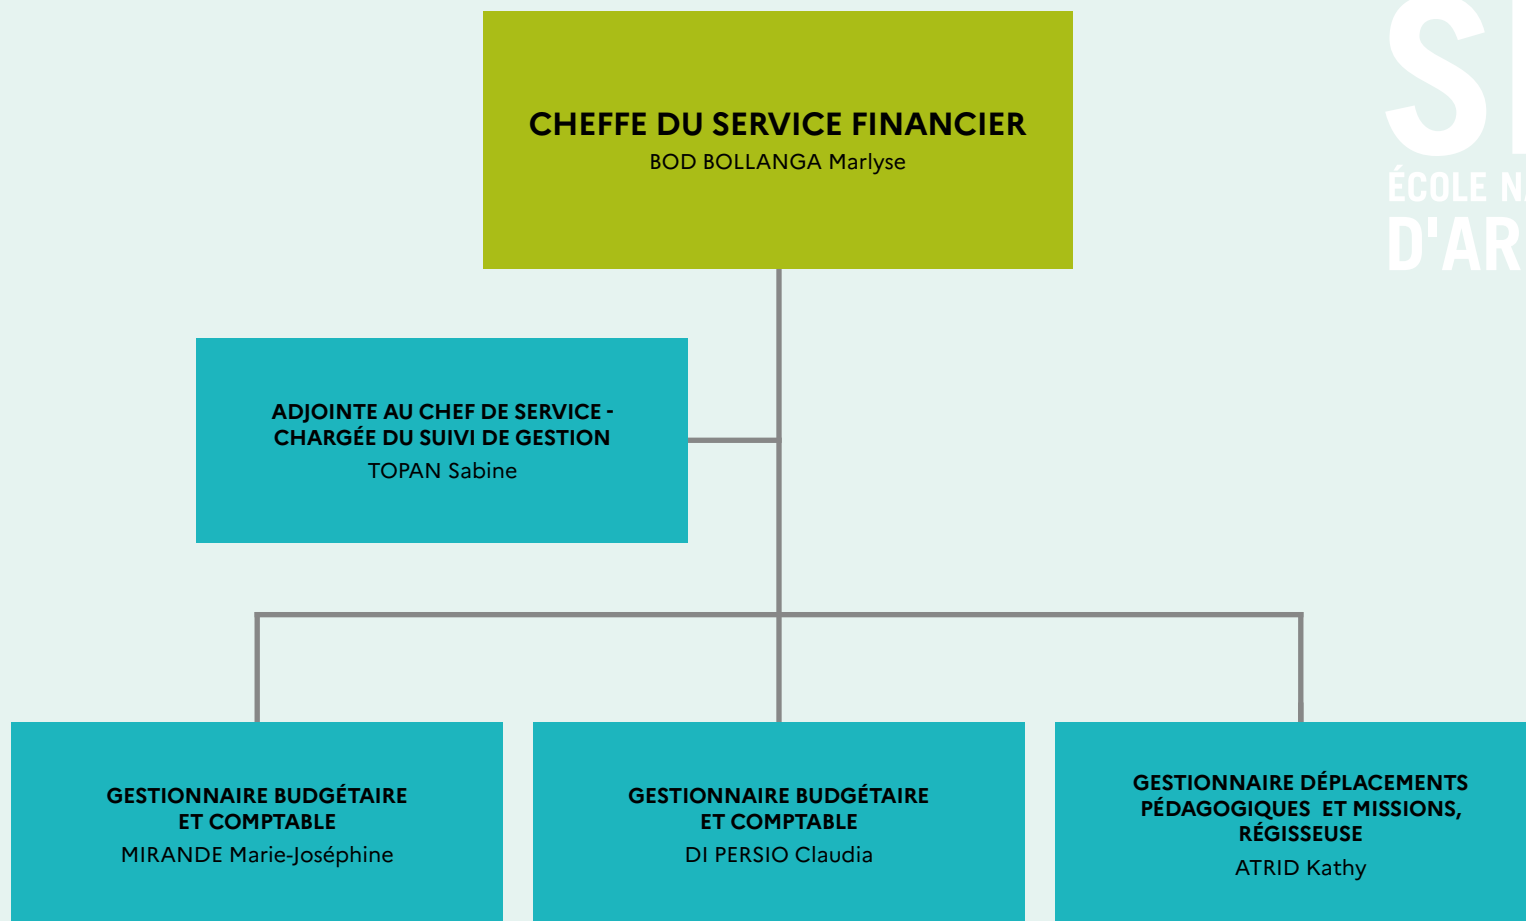 CHEFFE DU SERVICE FINANCIER
BOD BOLLANGA Marlyse
ÉCOLE
D'AR
ADJOINTE AU CHEF DE SERVICE -
CHARGÉE DU SUIVI DE GESTION
TOPAN Sabine
GESTIONNAIRE BUDGÉTAIRE
ET COMPTABLE
MIRANDE Marie-Joséphine
GESTIONNAIRE BUDGÉTAIRE
ET COMPTABLE
DI PERSIO Claudia
GESTIONNAIRE DÉPLACEMENTS
PÉDAGOGIQUES ET MISSIONS,
RÉGISSEUSE
ATRID Kathy